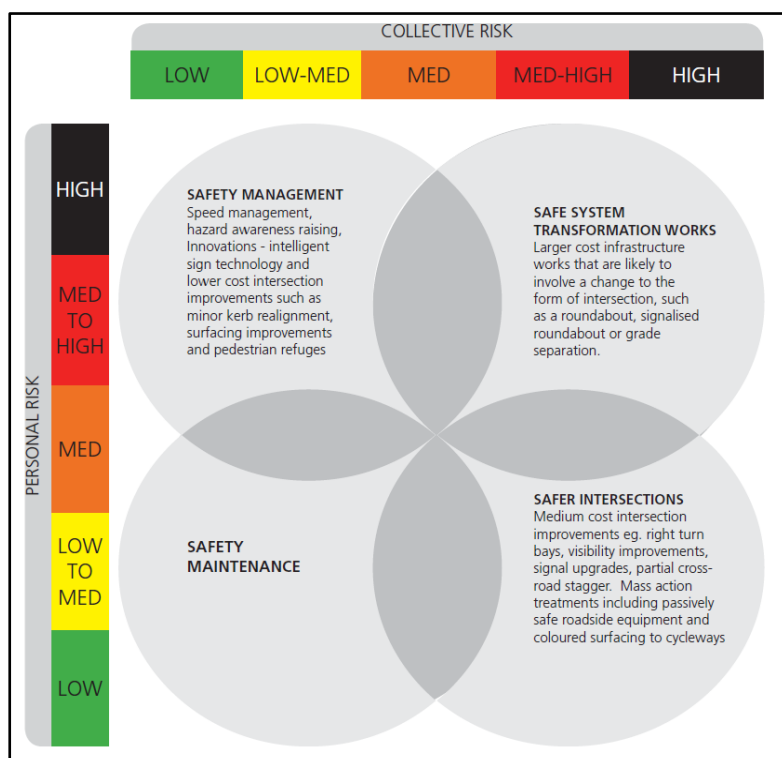 COLLECTIVE RISK
LOW
LOW-MED
MED
MED-HIGH
HIGH
PERSONAL RISK
HIGH
MED
TO
HIGH
MED
LOW
TO
MED
LOW
SAFETY MANAGEMENT
Speed management,
hazard awareness raising,
Innovations - intelligent
sign technology and
lower cost intersection
improvements such as
minor kerb realignment,
surfacing improvements
and pedestrian refuges
SAFE SYSTEM
TRANSFORMATION WORKS
Larger cost infrastructure
works that are likely to
involve a change to the
form of intersection, such
as a roundabout, signalised
roundabout or grade
separation.
SAFETY
MAINTENANCE
SAFER INTERSECTIONS
Medium cost intersection
improvements eg. right turn
bays, visibility improvements,
signal upgrades, partial cross-
road stagger.  Mass action
treatments including passively
safe roadside equipment and
coloured surfacing to cycleways